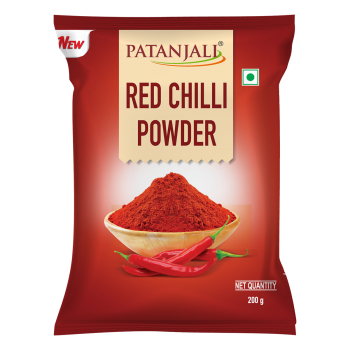 New
PATANJALI®
RED CHILLI
POWDER
NET QUANTITY
200 g